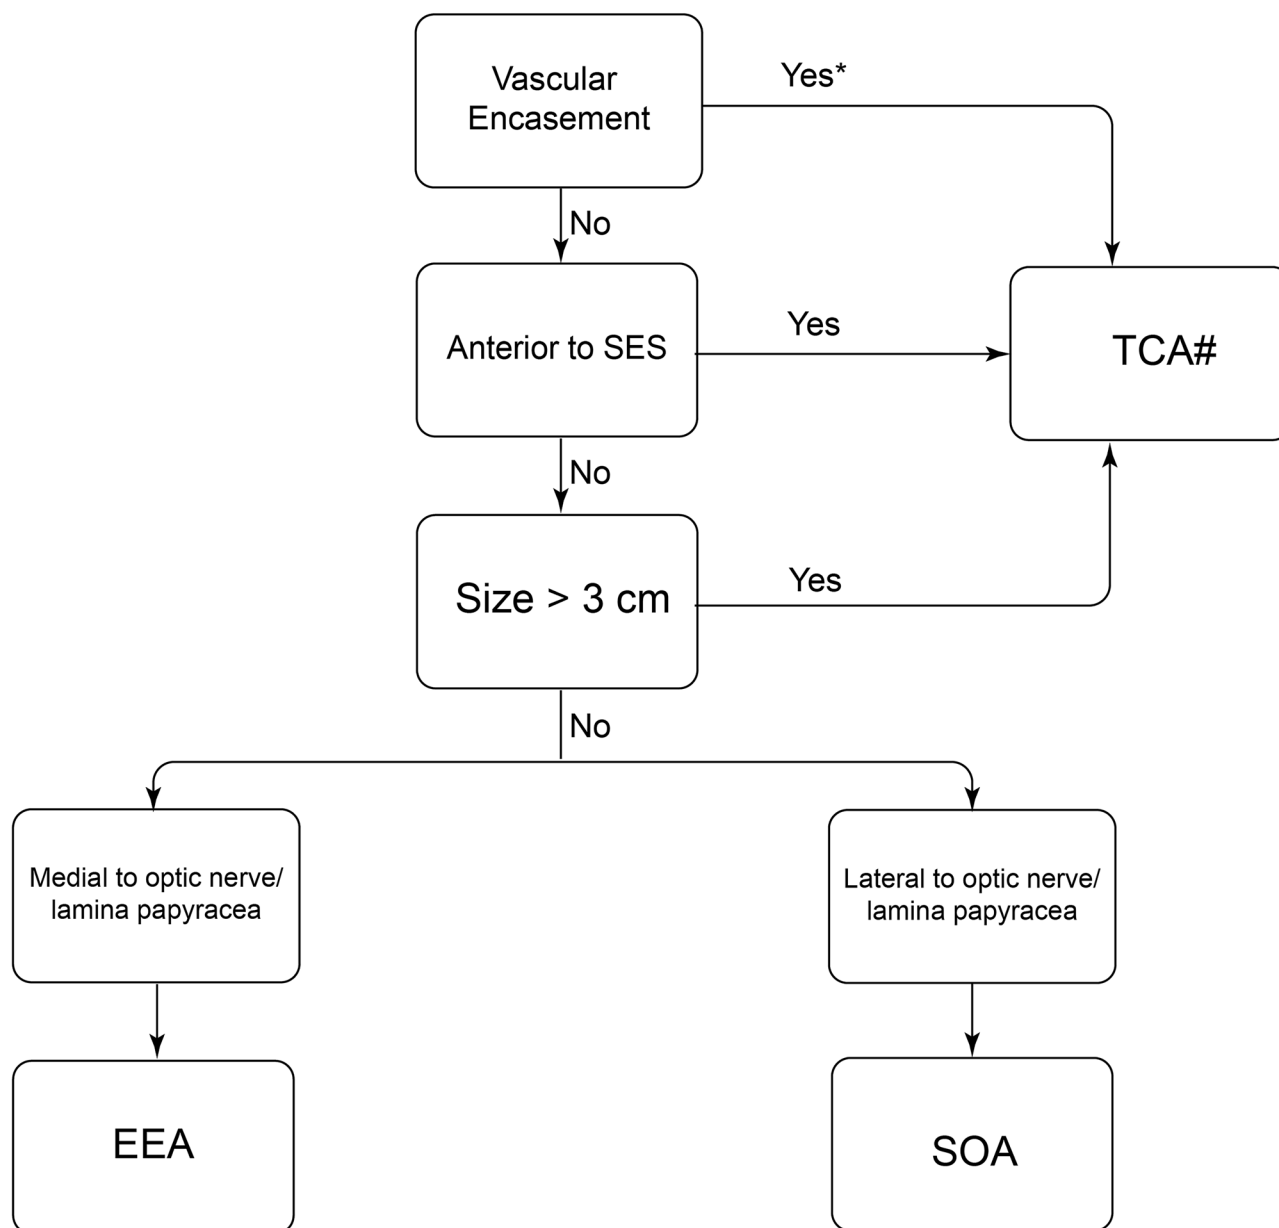 Vascular
Encasement
Yes*
No
Anterior to SES
Yes
TCA#
No
Size > 3 cm
Yes
No
Medial to optic nerve/
lamina papyracea
Lateral to optic nerve/
lamina papyracea
EEA
SOA